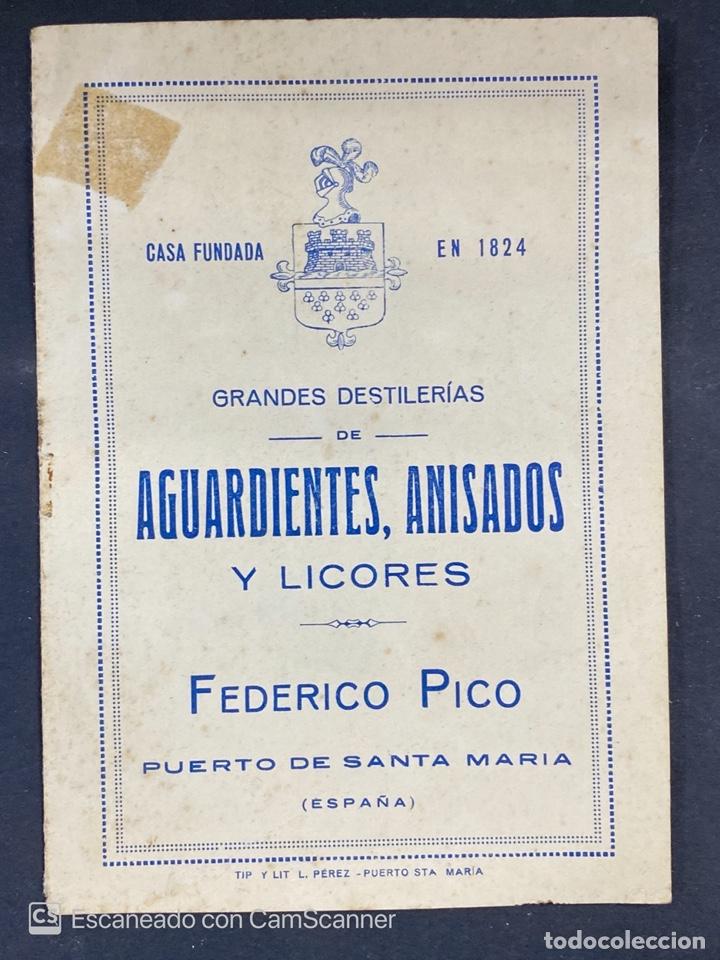 CASA FUNDADA EN 1824
GRANDES DESTILERÍAS
DE
AGUARDIENTES, ANISADOS
Y LICORES
FEDERICO PICO
PUERTO DE SANTA MARIA
(ESPAÑA)
TIP Y LIT L. PÉREZ - PUERTO STA MARÍA
CS Escaneado con CamScanner
todocoleccion